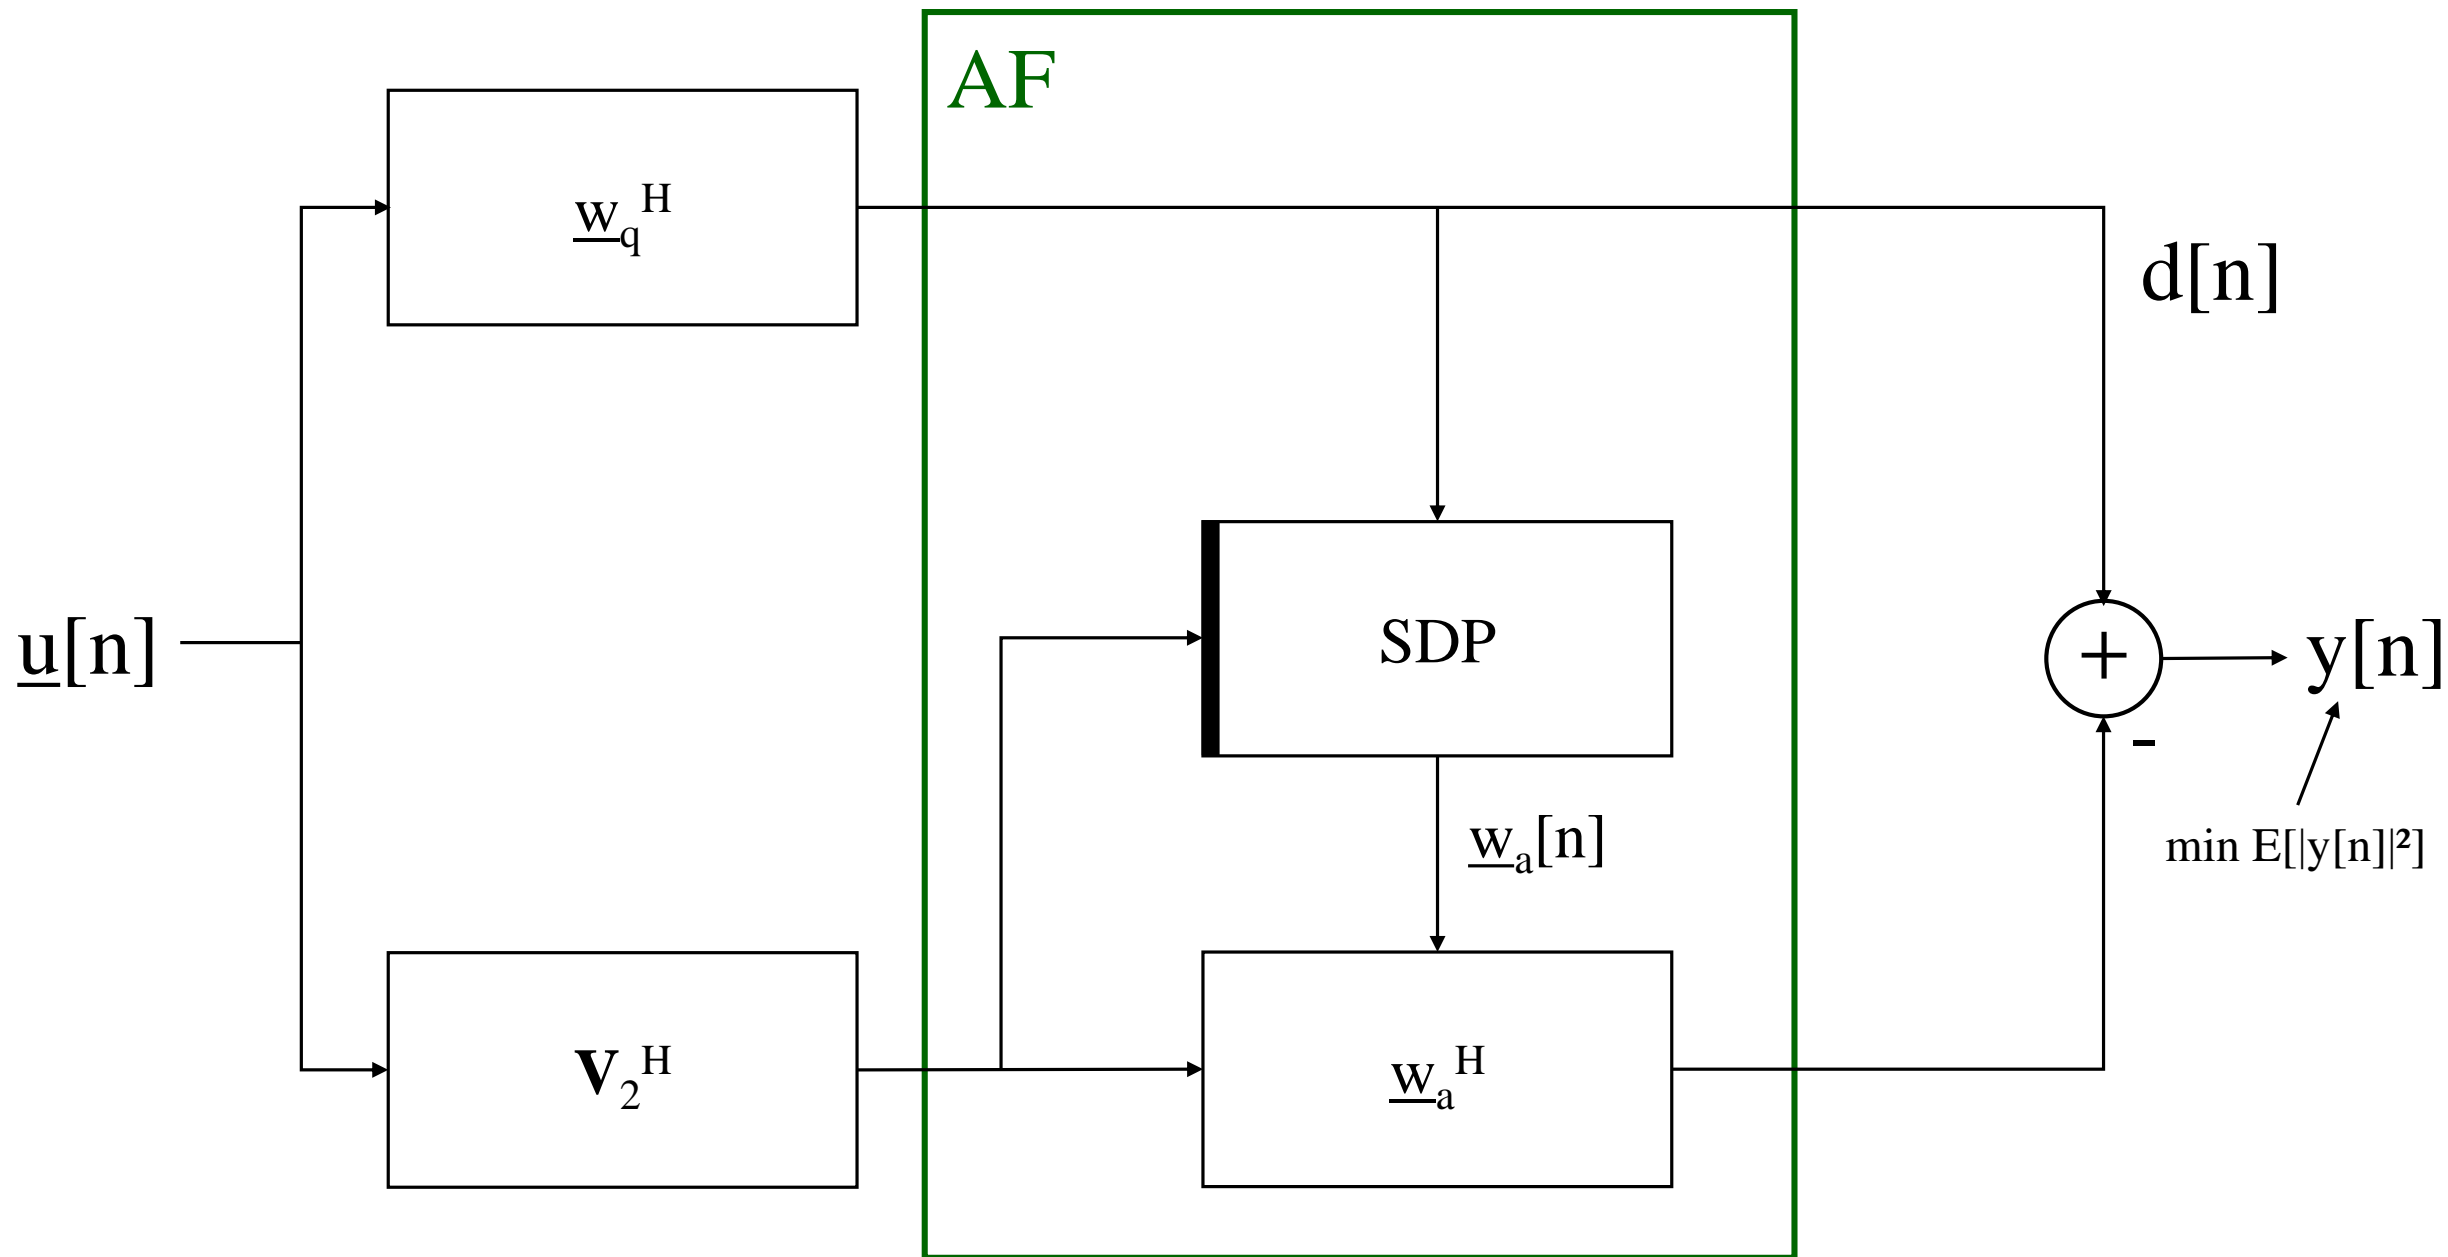 AF
w_q^H
d[n]
SDP
u[n]
+
y[n]
-
w_a[n]
min E[|y[n]|²]
V_2^H
w_a^H